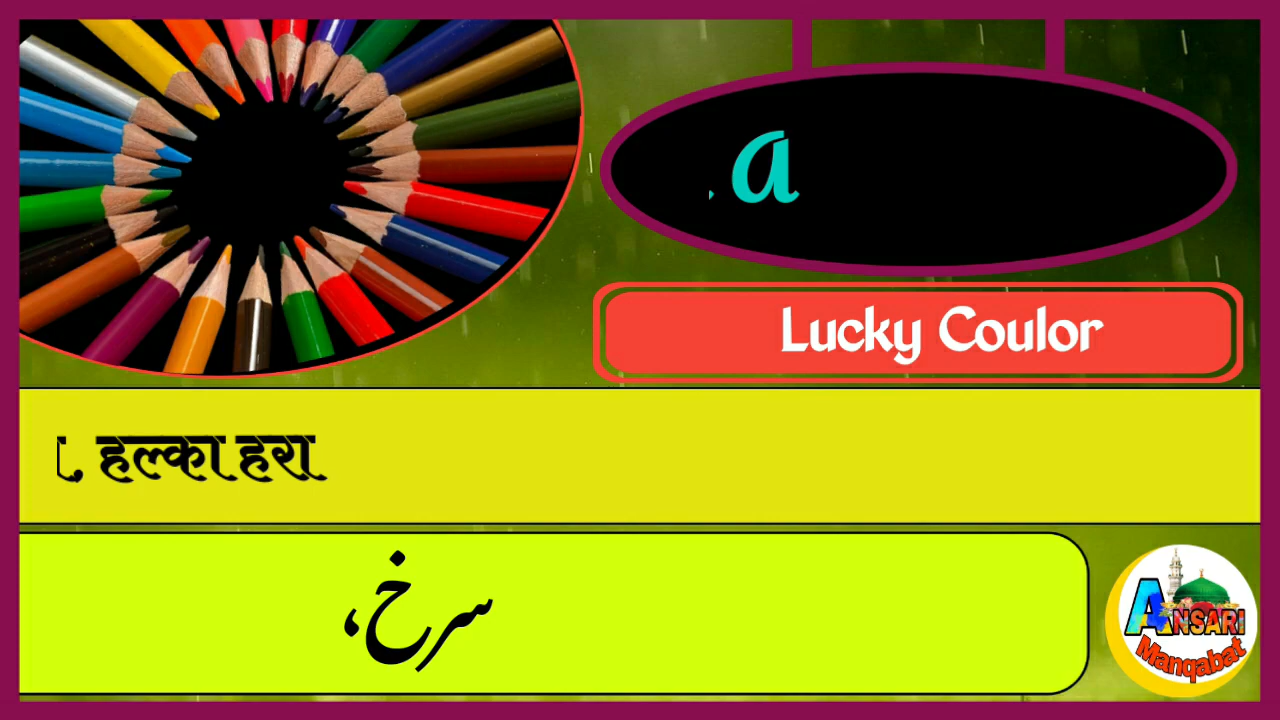 a
Lucky Coulor
, हल्का हरा
سرخ،
ANSARI
Manqabat